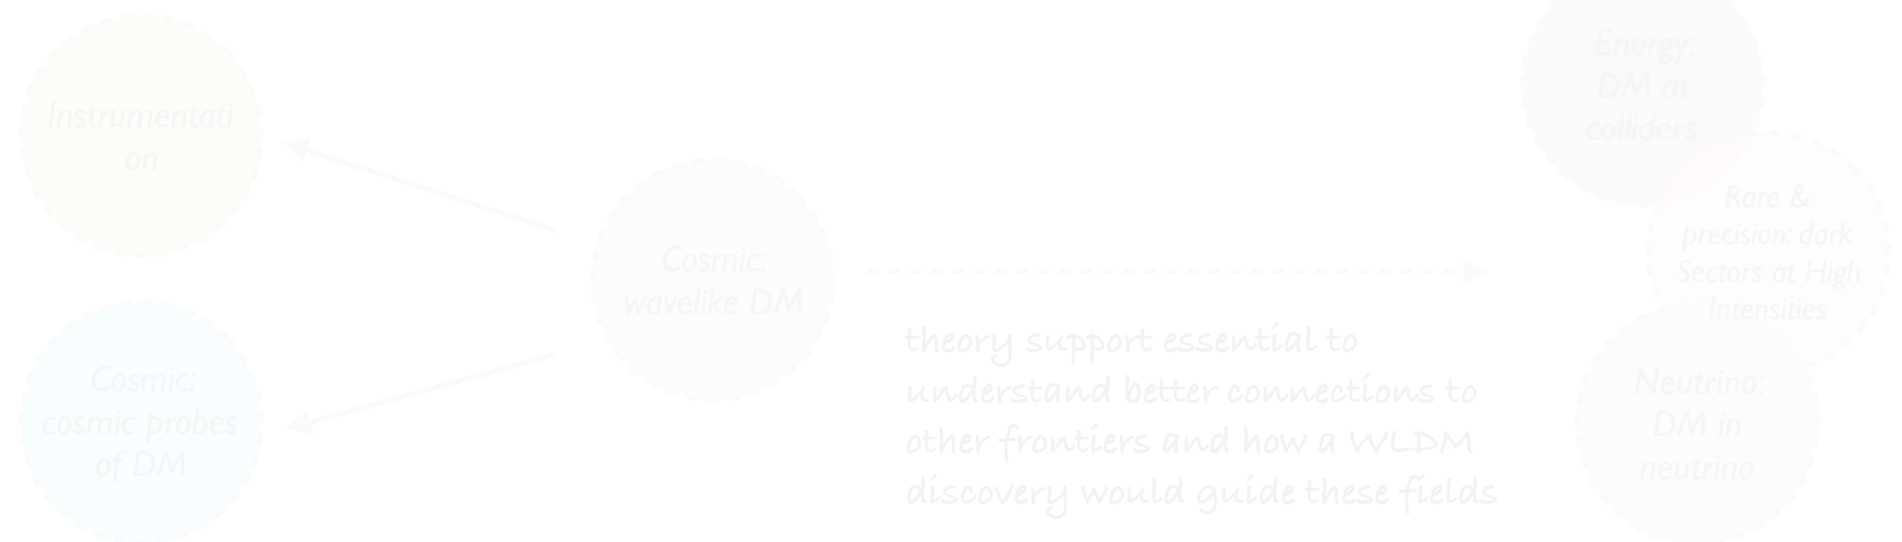 Instrumentati
on
Cosmic:
cosmic probes
of DM
Cosmic:
wavelike DM
theory support essential to
understand better connections to
other frontiers and how a WLDM
discovery would guide these fields
Energy:
DM at
colliders
Rare &
precision: dark
Sectors at High
Intensities
Neutrino:
DM in
neutrino